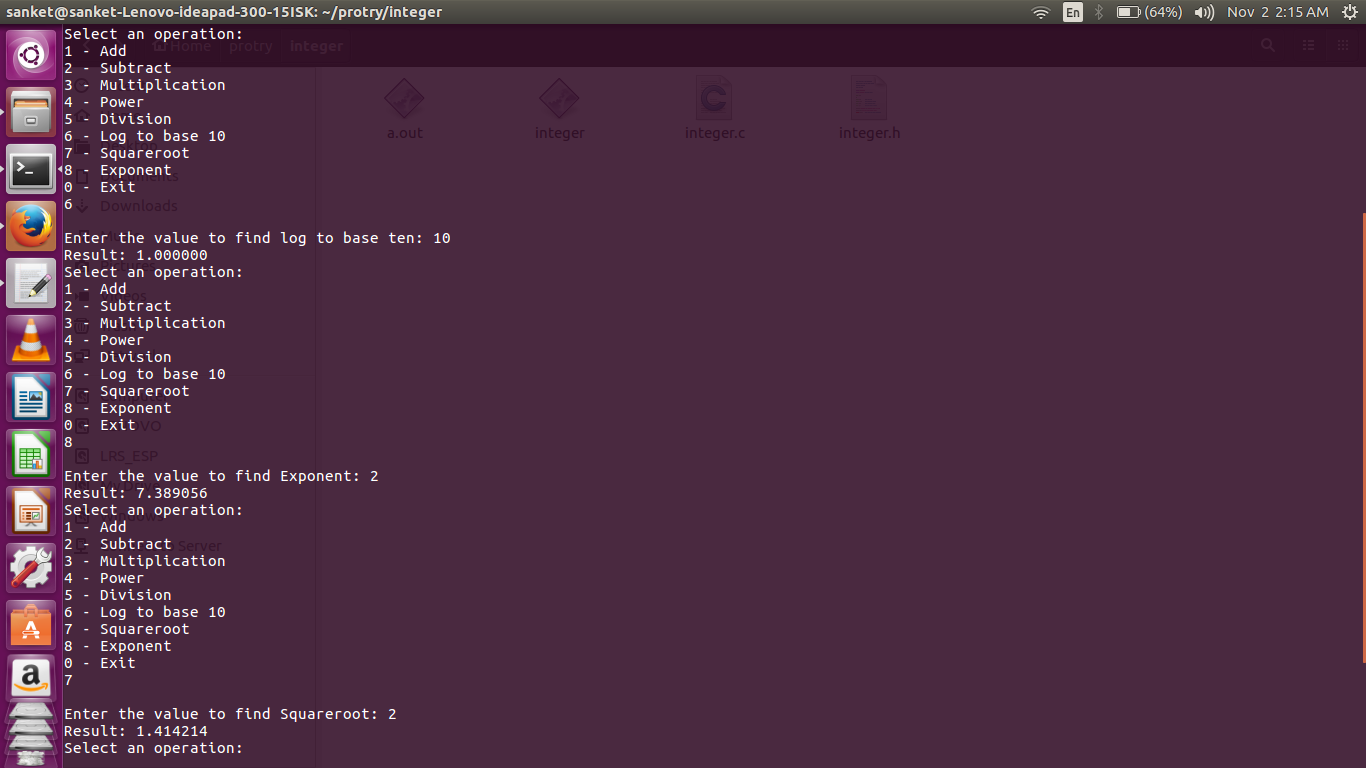 sanket@sanket-Lenovo-ideapad-300-15ISK: ~/protry/integer
En
(64%)
Nov 2 2:15 AM
Home protry integer
a.out
integer
integer.c
integer.h
Downloads
LRS_ESP
Select an operation:
1 - Add
2 - Subtract
3 - Multiplication
4 - Power
5 - Division
6 - Log to base 10
7 - Squareroot
8 - Exponent
0 - Exit
6
Enter the value to find log to base ten: 10
Result: 1.000000
Select an operation:
1 - Add
2 - Subtract
3 - Multiplication
4 - Power
5 - Division
6 - Log to base 10
7 - Squareroot
8 - Exponent
0 - Exit
8
Enter the value to find Exponent: 2
Result: 7.389056
Select an operation:
1 - Add
2 - Subtract
3 - Multiplication
4 - Power
5 - Division
6 - Log to base 10
7 - Squareroot
8 - Exponent
0 - Exit
7
Enter the value to find Squareroot: 2
Result: 1.414214
Select an operation: